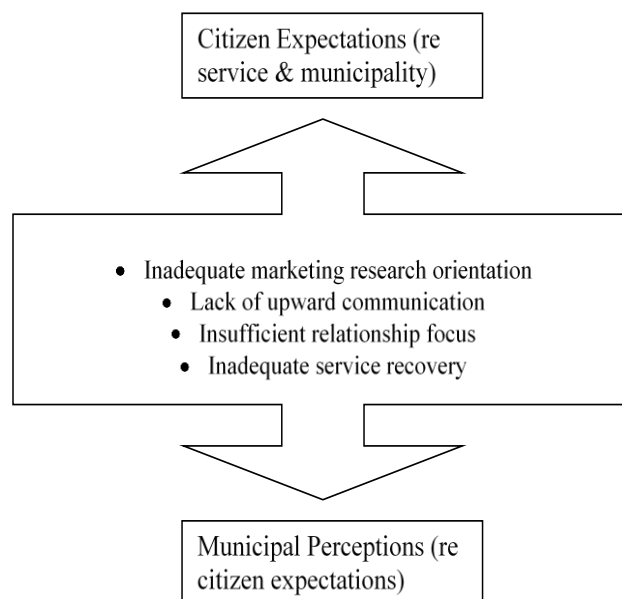 Citizen Expectations (re
service & municipality)
• Inadequate marketing research orientation
• Lack of upward communication
• Insufficient relationship focus
• Inadequate service recovery
Municipal Perceptions (re
citizen expectations)